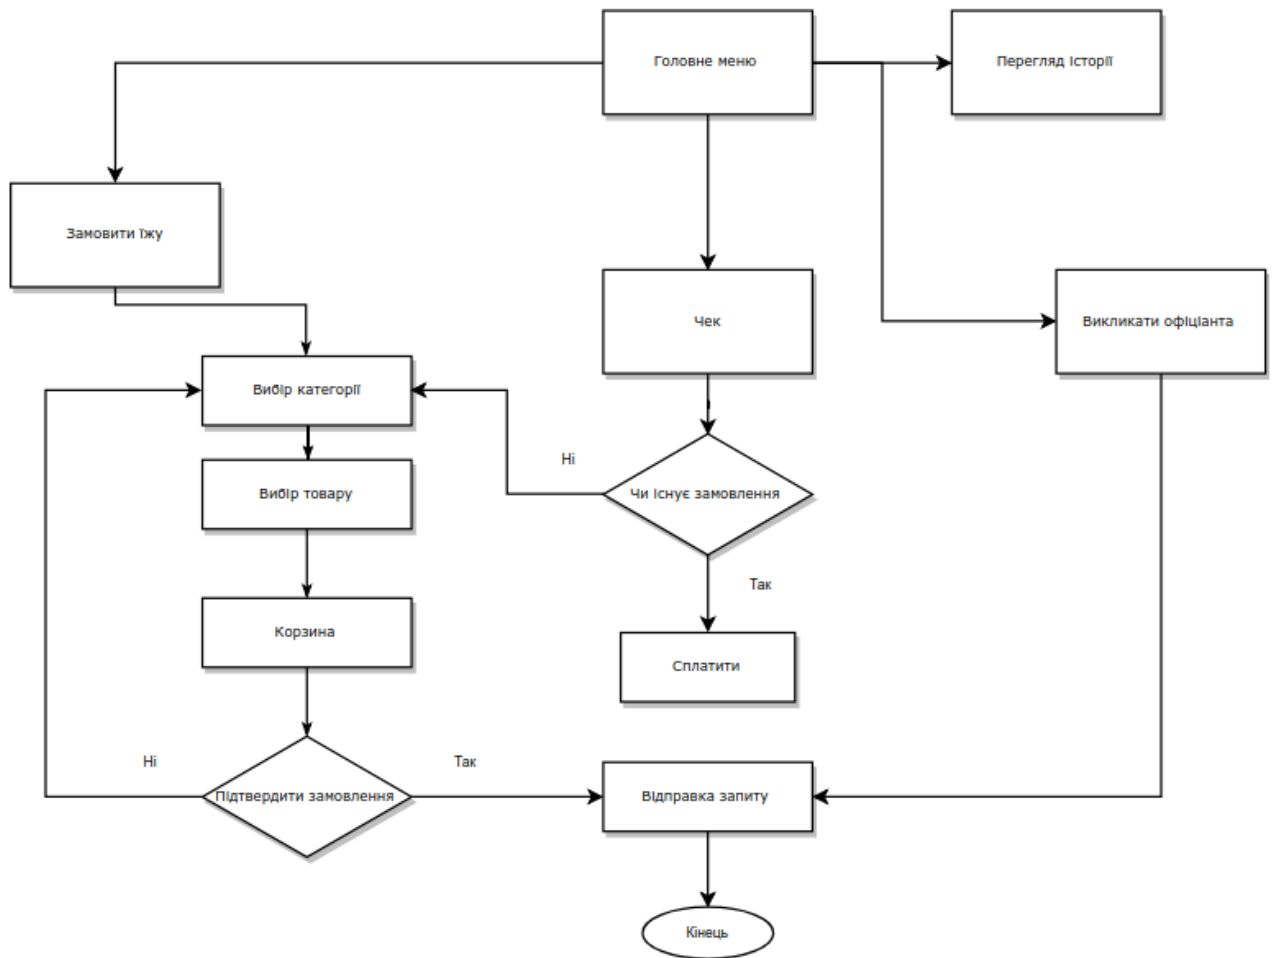 Головне меню
Перегляд історії
Замовити їжу
Чек
Викликати офіціанта
Вибір категорії
Ні
Вибір товару
Чи існує замовлення
Так
Корзина
Сплатити
Ні
Так
Підтвердити замовлення
Відправка запиту
Кінець